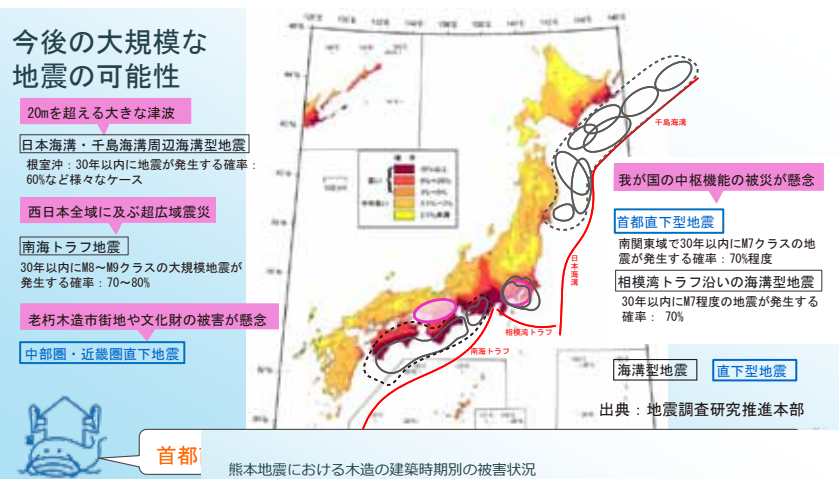 今後の大規模な
地震の可能性
20mを超える大きな津波
日本海溝・千島海溝周辺海溝型地震
根室沖：30年以内に地震が発生する確率：
60%など様々なケース
西日本全域に及ぶ超広域震災
南海トラフ地震
30年以内にM8～M9クラスの大規模地震が
発生する確率：70～80%
老朽木造市街地や文化財の被害が懸念
中部圏・近畿圏直下地震
千島海溝
日本海溝
相模湾トラフ
南海トラフ
我が国の中枢機能の被災が懸念
首都直下型地震
南関東域で30年以内にM7クラスの地
震が発生する確率：70%程度
相模湾トラフ沿いの海溝型地震
30年以内にM7程度の地震が発生する
確率： 70%
海溝型地震
直下型地震
出典：地震調査研究推進本部
首都
熊本地震における木造の建築時期別の被害状況